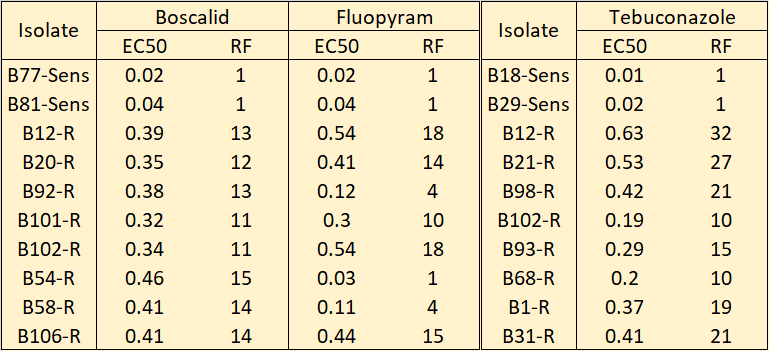 Isolate Boscalid Fluopyram Isolate Tebuconazole
EC50 RF EC50 RF EC50 RF
B77-Sens 0.02 1 0.02 1 B18-Sens 0.01 1
B81-Sens 0.04 1 0.04 1 B29-Sens 0.02 1
B12-R 0.39 13 0.54 18 B12-R 0.63 32
B20-R 0.35 12 0.41 14 B21-R 0.53 27
B92-R 0.38 13 0.12 4 B98-R 0.42 21
B101-R 0.32 11 0.3 10 B102-R 0.19 10
B102-R 0.34 11 0.54 18 B93-R 0.29 15
B54-R 0.46 15 0.03 1 B68-R 0.2 10
B58-R 0.41 14 0.11 4 B1-R 0.37 19
B106-R 0.41 14 0.44 15 B31-R 0.41 21